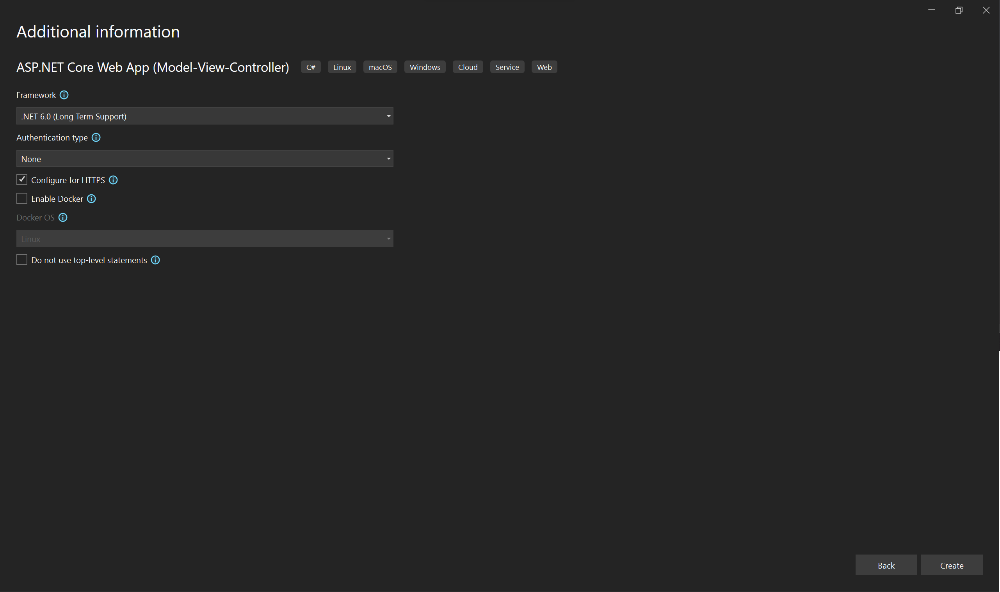 Additional information
ASP.NET Core Web App (Model-View-Controller) C# Linux macOS Windows Cloud Service Web
Framework
.NET 6.0 (Long Term Support)
Authentication type
None
Configure for HTTPS
Enable Docker
Docker OS
Linux
Do not use top-level statements
Back Create